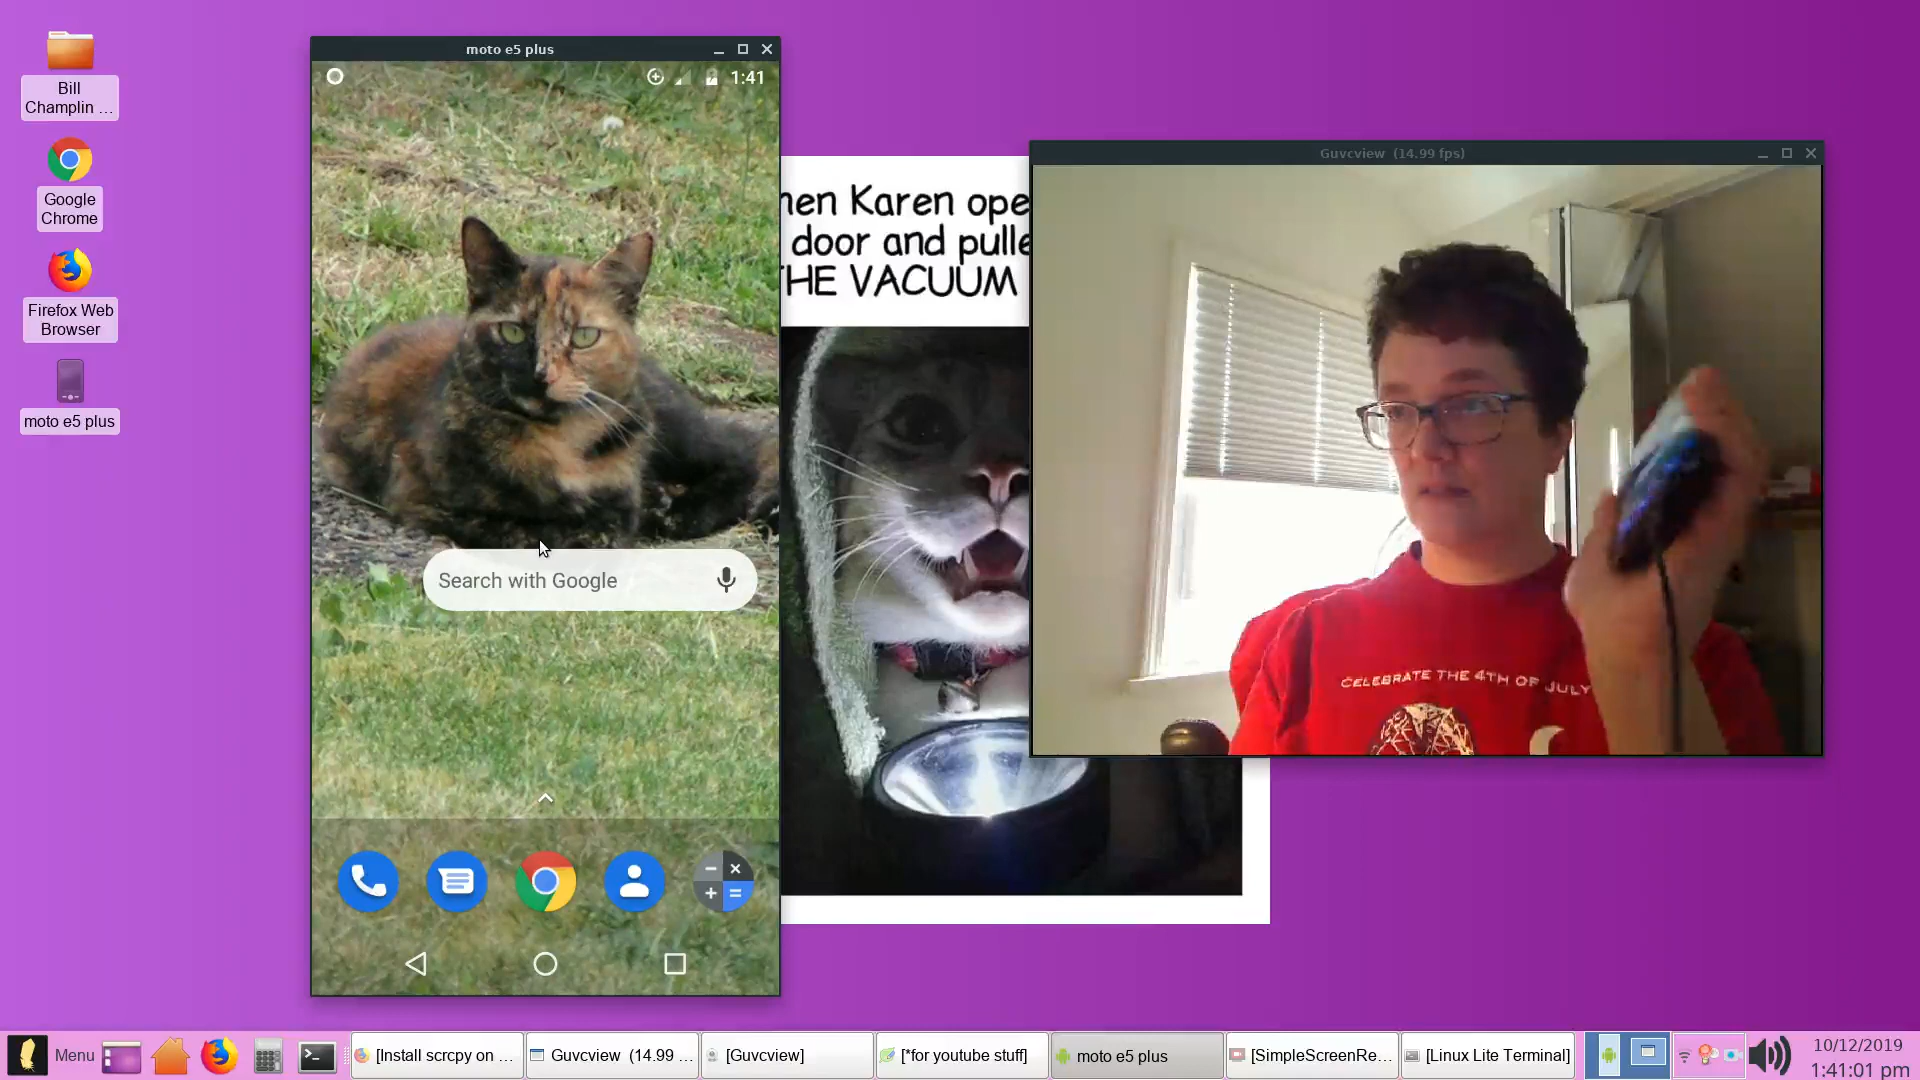 Bill
Champlin ...
Google
Chrome
Firefox Web
Browser
moto e5 plus
moto e5 plus
1:41
Search with Google
hen Karen ope
door and pulle
THE VACUUM
Guvcview (14.99 fps)
CELEBRATE THE 4TH OF JULY
Menu
[Install scrcpy on ...
Guvcview (14.99 ...
[Guvcview]
[*for youtube stuff]
moto e5 plus
[SimpleScreenRe...
[Linux Lite Terminal]
10/12/2019
1:41:01 pm